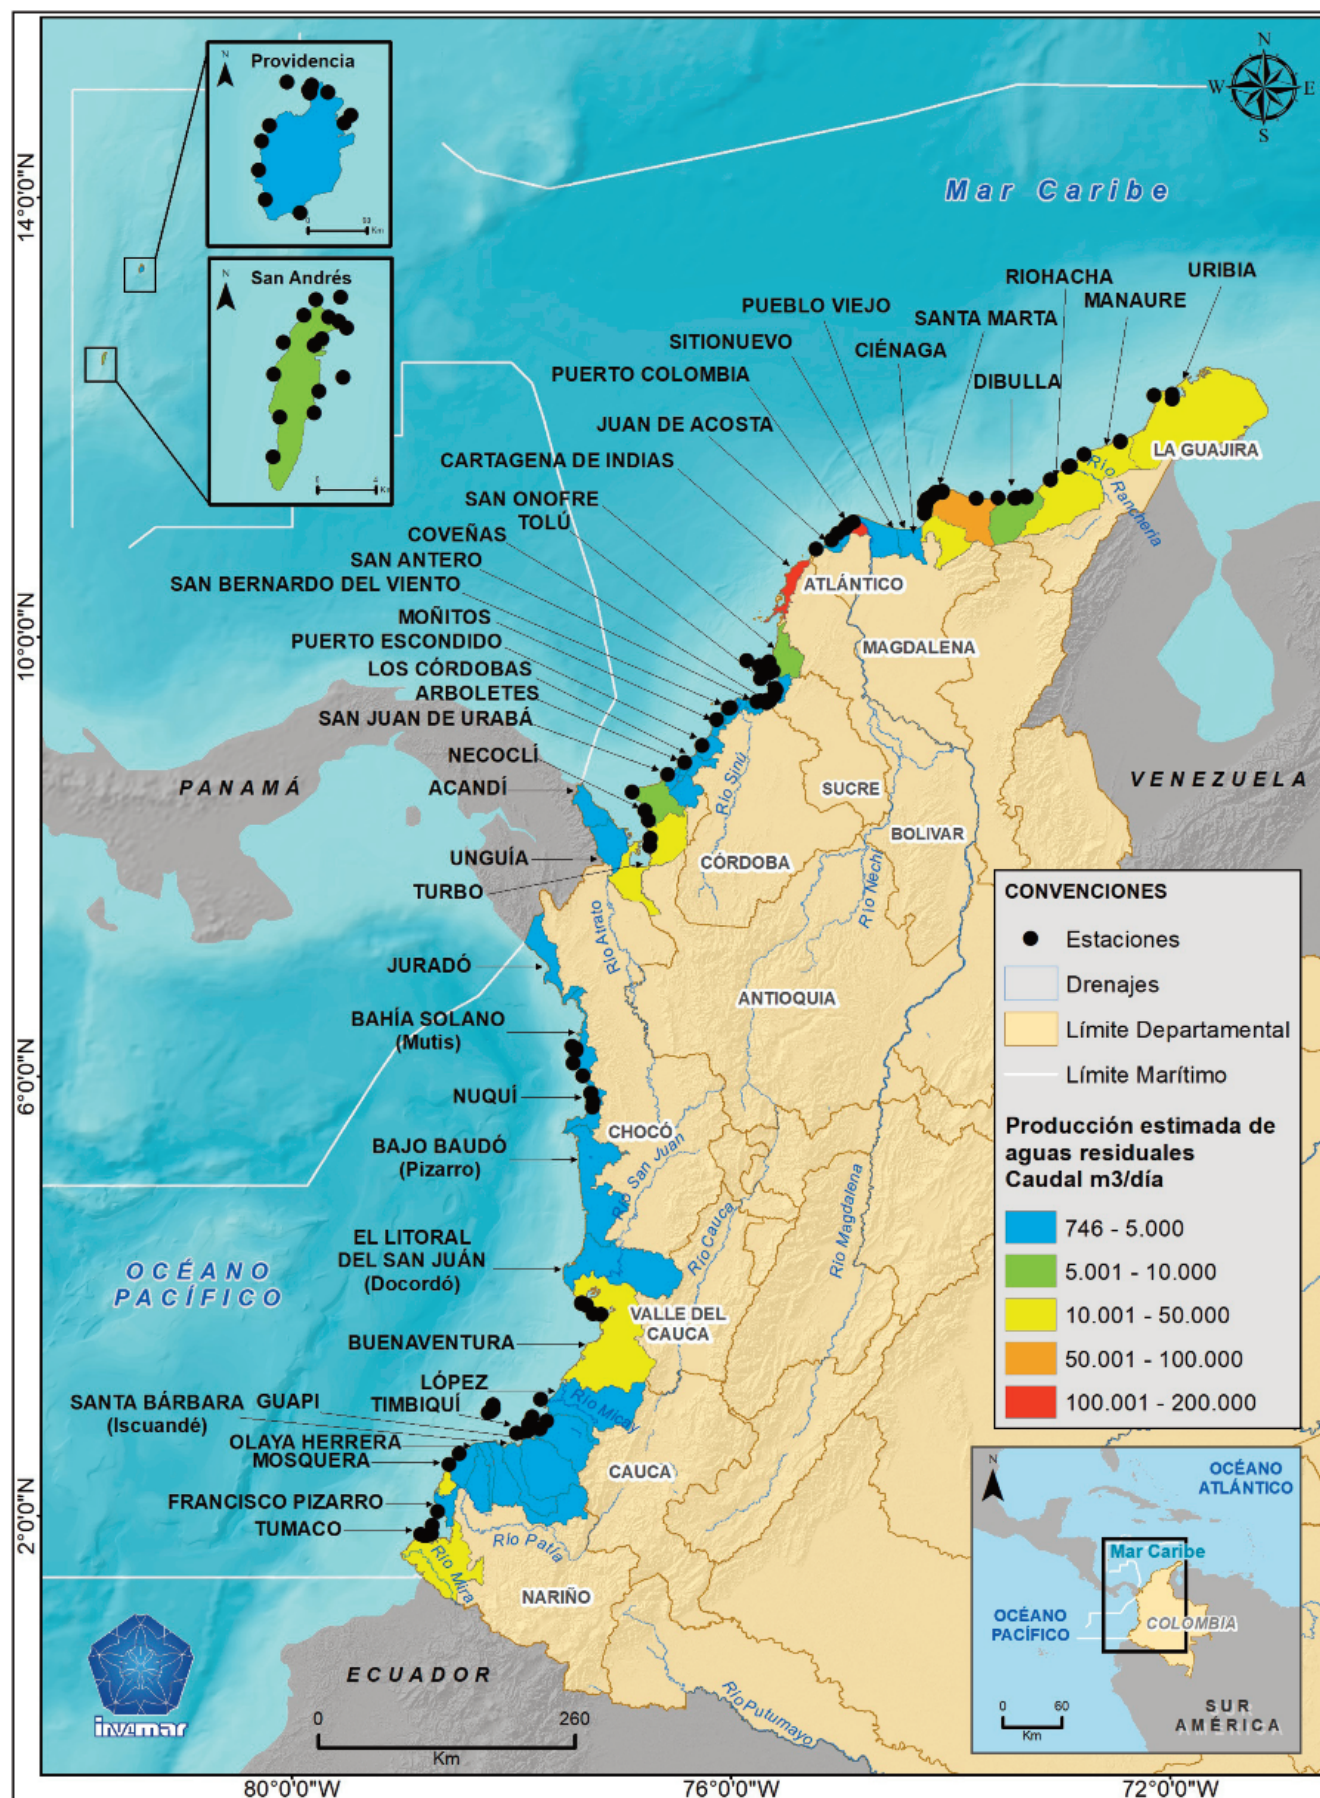 N
Providencia
0
Km
N
San Andrés
0
4
Km
N
W
E
S
Mar Caribe
14°0'0"N
10°0'0"N
6°0'0"N
2°0'0"N
URIBIA
RIOHACHA
MANAURE
PUEBLO VIEJO
SANTA MARTA
SITIONUEVO
CIÉNAGA
PUERTO COLOMBIA
DIBULLA
JUAN DE ACOSTA
LA GUAJIRA
CARTAGENA DE INDIAS
Río Ranchería
SAN ONOFRE
TOLÚ
COVEÑAS
SAN ANTERO
SAN BERNARDO DEL VIENTO
ATLÁNTICO
MOÑITOS
PUERTO ESCONDIDO
MAGDALENA
LOS CÓRDOBAS
ARBOLETES
SAN JUAN DE URABÁ
NECOCLÍ
ACANDÍ
PANAMÁ
Río Sinú
SUCRE
VENEZUELA
BOLIVAR
UNGUÍA
CÓRDOBA
TURBO
Río Nechí
Río Atrato
JURADÓ
ANTIOQUIA
BAHÍA SOLANO
(Mutis)
NUQUÍ
CHOCÓ
BAJO BAUDÓ
(Pizarro)
Río San Juan
Río Cauca
Río Magdalena
EL LITORAL
DEL SAN JUÁN
(Docordó)
OCÉANO
PACÍFICO
VALLE DEL
CAUCA
BUENAVENTURA
LÓPEZ
TIMBIQUÍ
Río Micay
SANTA BÁRBARA
(Iscuandé)
GUAPI
OLAYA HERRERA
MOSQUERA
CAUCA
FRANCISCO PIZARRO
TUMACO
Río Patía
Río Mira
NARIÑO
ECUADOR
Río Putumayo
invemar
0
260
Km
CONVENCIONES
Estaciones
Drenajes
Límite Departamental
Límite Marítimo
Producción estimada de
aguas residuales
Caudal m3/día
746 - 5.000
5.001 - 10.000
10.001 - 50.000
50.001 - 100.000
100.001 - 200.000
N
OCÉANO
ATLÁNTICO
Mar Caribe
OCÉANO
PACÍFICO
COLOMBIA
0
60
Km
SUR
AMÉRICA
80°0'0"W
76°0'0"W
72°0'0"W